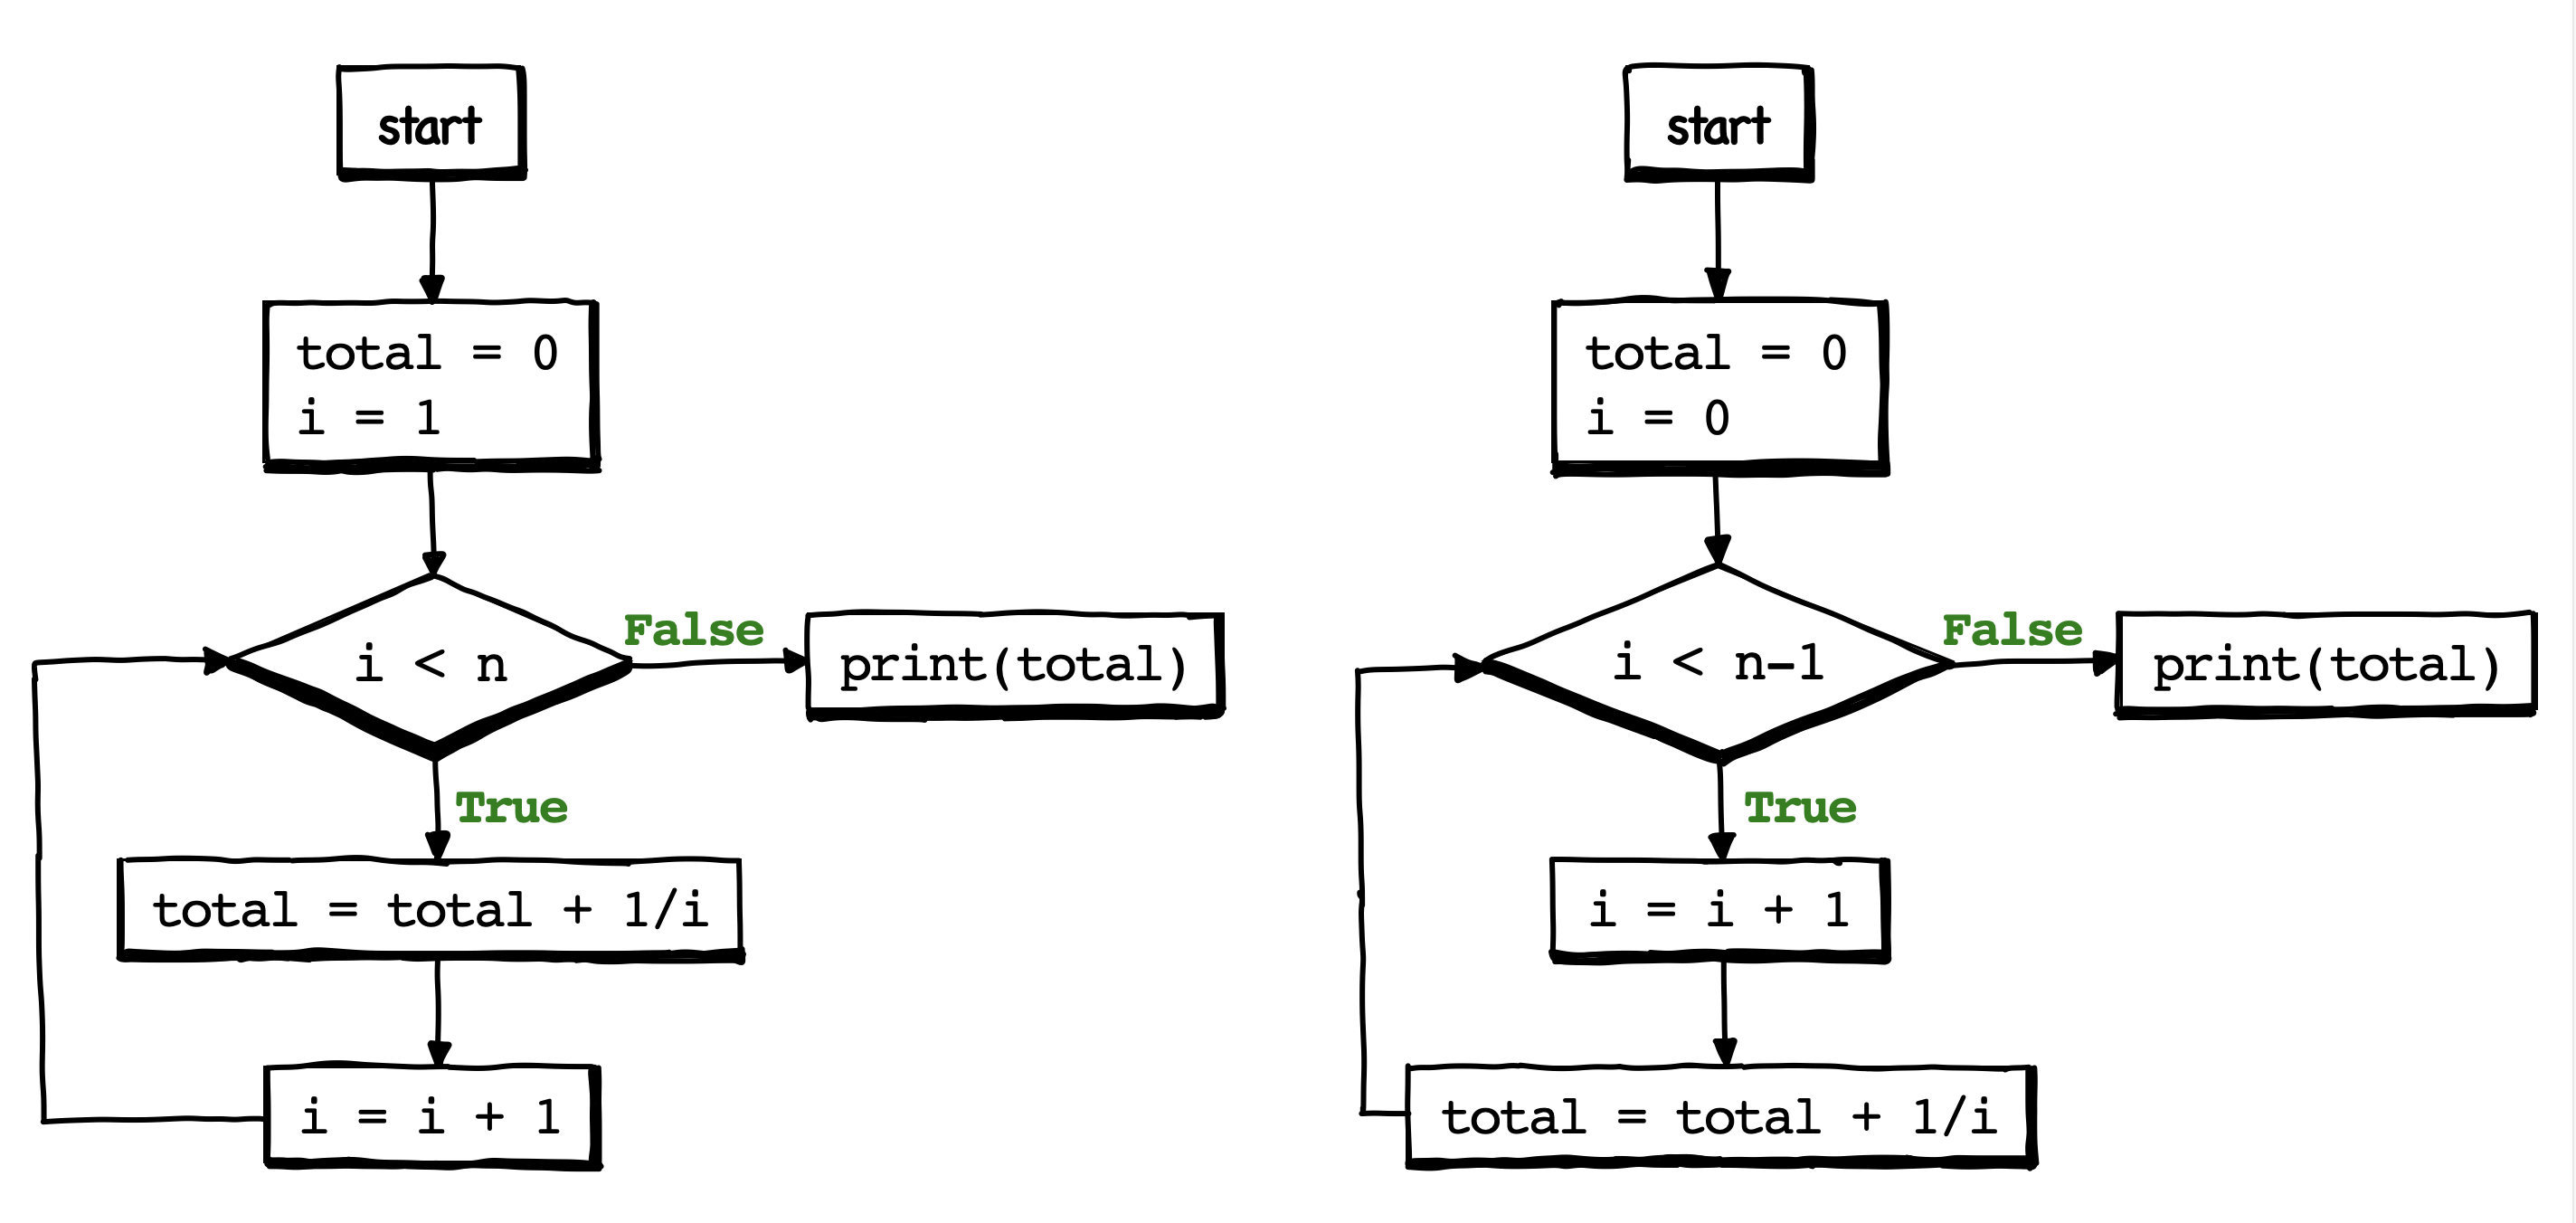 start
total = 0
i = 1
i < n
False
print(total)
True
total = total + 1/i
i = i + 1
start
total = 0
i = 0
i < n-1
False
print(total)
True
i = i + 1
total = total + 1/i